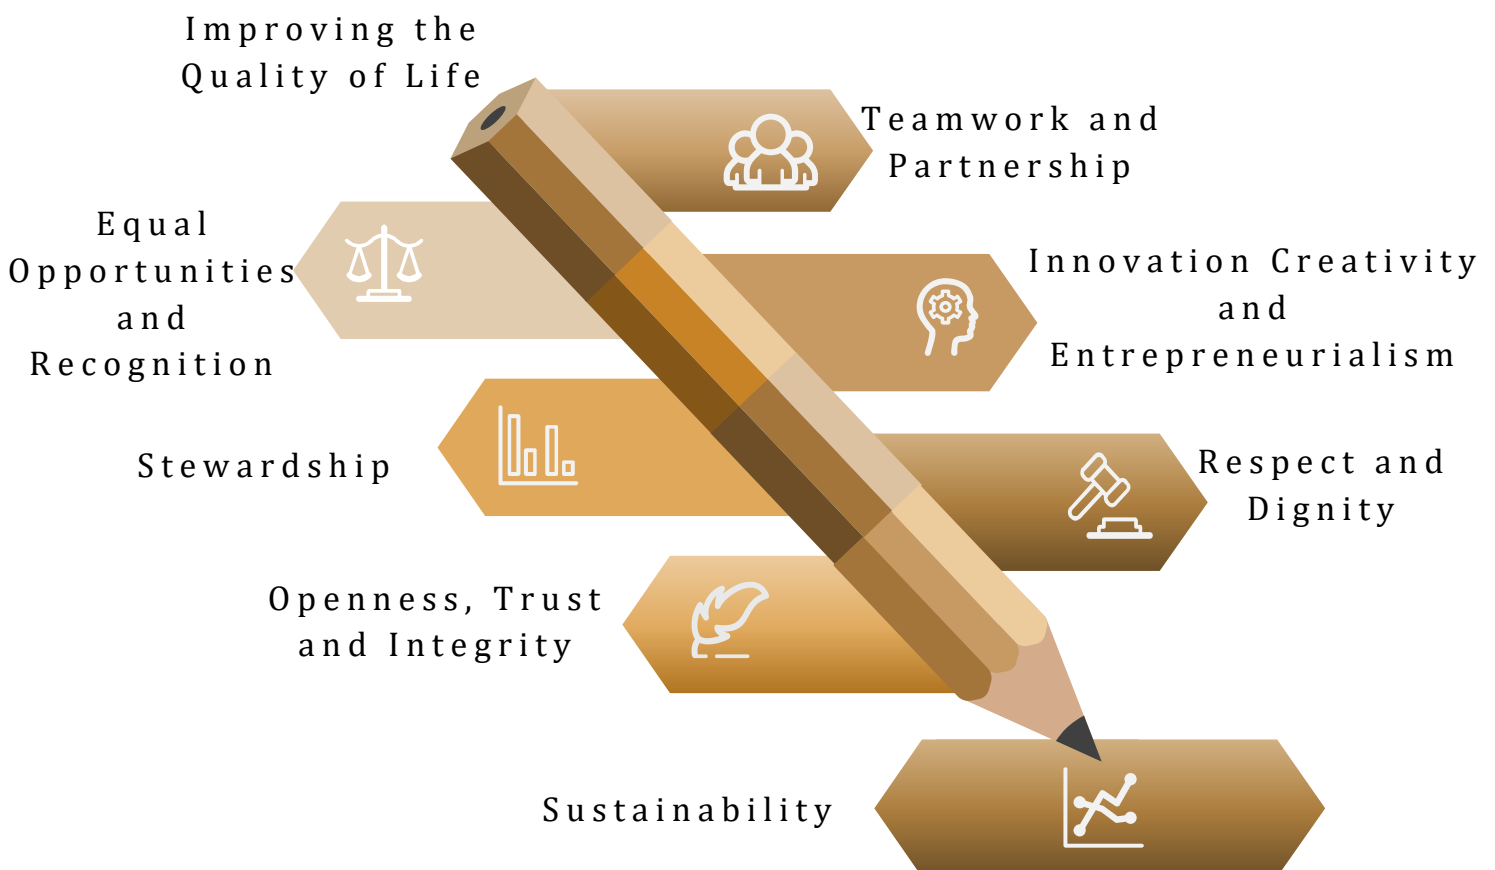 Improving the
Quality of Life
Teamwork and
Partnership
Equal
Opportunities
and
Recognition
Innovation Creativity
and
Entrepreneurialism
Stewardship
Respect and
Dignity
Openness, Trust
and Integrity
Sustainability